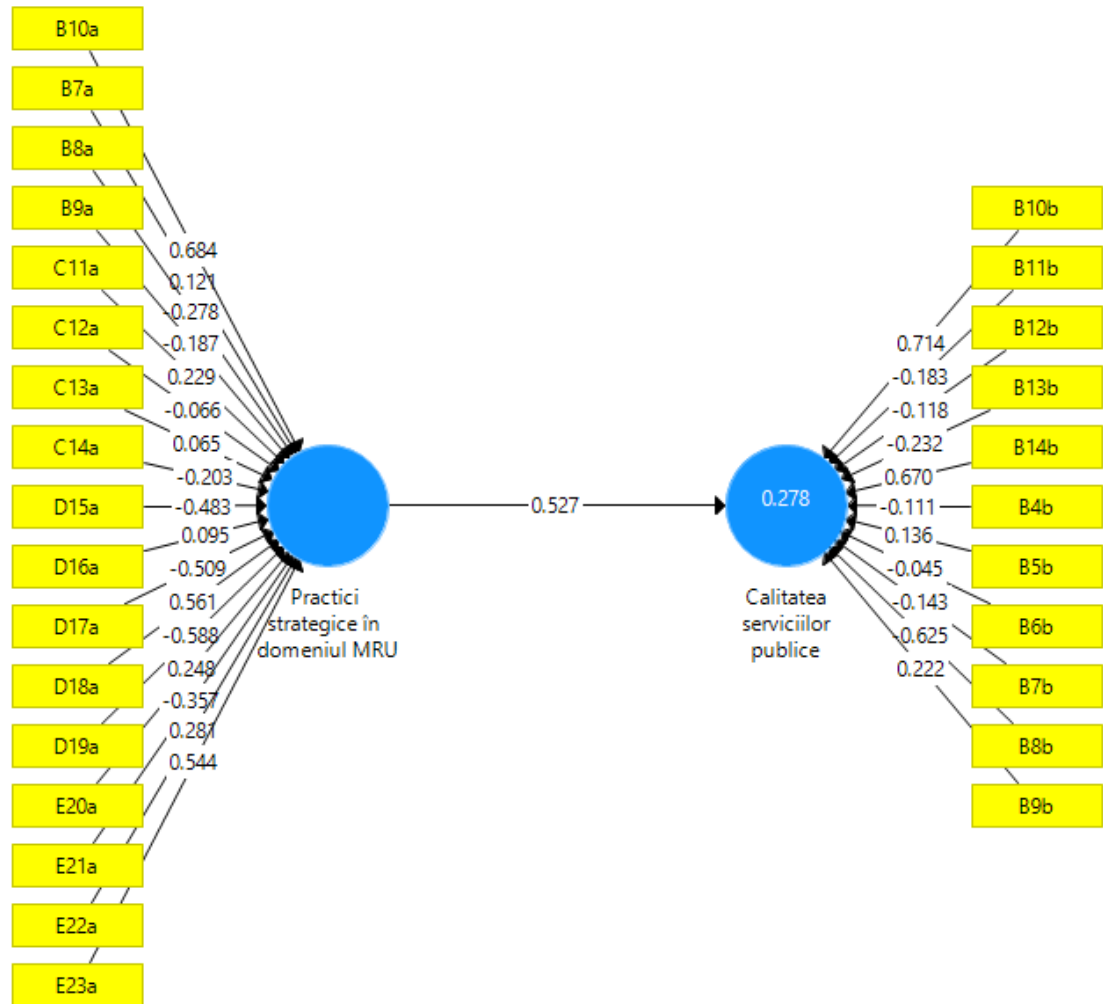 B10a
B7a
B8a
B9a
C11a
C12a
C13a
C14a
D15a
D16a
D17a
D18a
D19a
E20a
E21a
E22a
E23a
0.684
0.121
-0.278
-0.187
0.229
-0.066
0.065
-0.203
-0.483
0.095
-0.509
0.561
-0.588
0.248
-0.357
0.281
0.544
Practici
strategice în
domeniul MRU
0.527
0.278
Calitatea
serviciilor
publice
0.714
-0.183
-0.118
-0.232
0.670
-0.111
0.136
-0.045
-0.143
-0.625
0.222
B10b
B11b
B12b
B13b
B14b
B4b
B5b
B6b
B7b
B8b
B9b